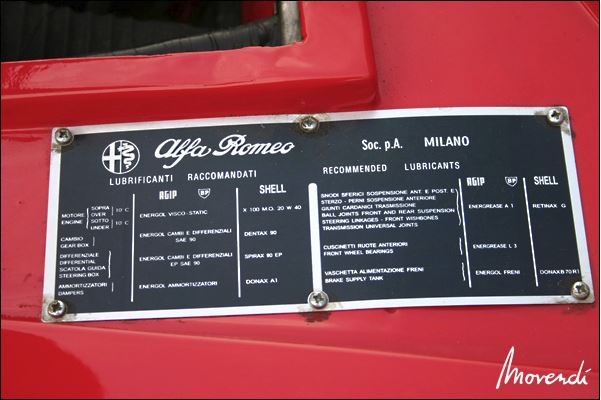 Alfa Romeo Soc. p.A. MILANO
LUBRIFICANTI RACCOMANDATI RECOMMENDED LUBRICANTS
AGIP BP SHELL AGIP BP SHELL
MOTORE ENGINE SOPRA OVER 10°C SOTTO UNDER 10°C ENERGOL VISCO-STATIC X 100 M.O. 20 W 40
CAMBIO GEAR BOX ENERGOL CAMBI E DIFFERENZIALI SAE 90 DENTAX 90
DIFFERENZIALE DIFFERENTIAL SCATOLA GUIDA STEERING BOX ENERGOL CAMBI E DIFFERENZIALI EP SAE 90 SPIRAX 90 EP
AMMORTIZZATORI DAMPERS ENERGOL AMMORTIZZATORI DONAX A1
SNODI SFERICI SOSPENSIONE ANT. E POST. E
STERZO - PERNI SOSPENSIONE ANTERIORE
GIUNTI CARDANICI TRASMISSIONE ENERGREASE A 1 RETINAX G
BALL JOINTS FRONT AND REAR SUSPENSION
STEERING LINKAGES - FRONT WISHBONES
TRANSMISSION UNIVERSAL JOINTS
CUSCINETTI RUOTE ANTERIORI ENERGREASE L 3
FRONT WHEEL BEARINGS
VASCHETTA ALIMENTAZIONE FRENI ENERGOL FRENI DONAX B 70 R1
BRAKE SUPPLY TANK
Movendi